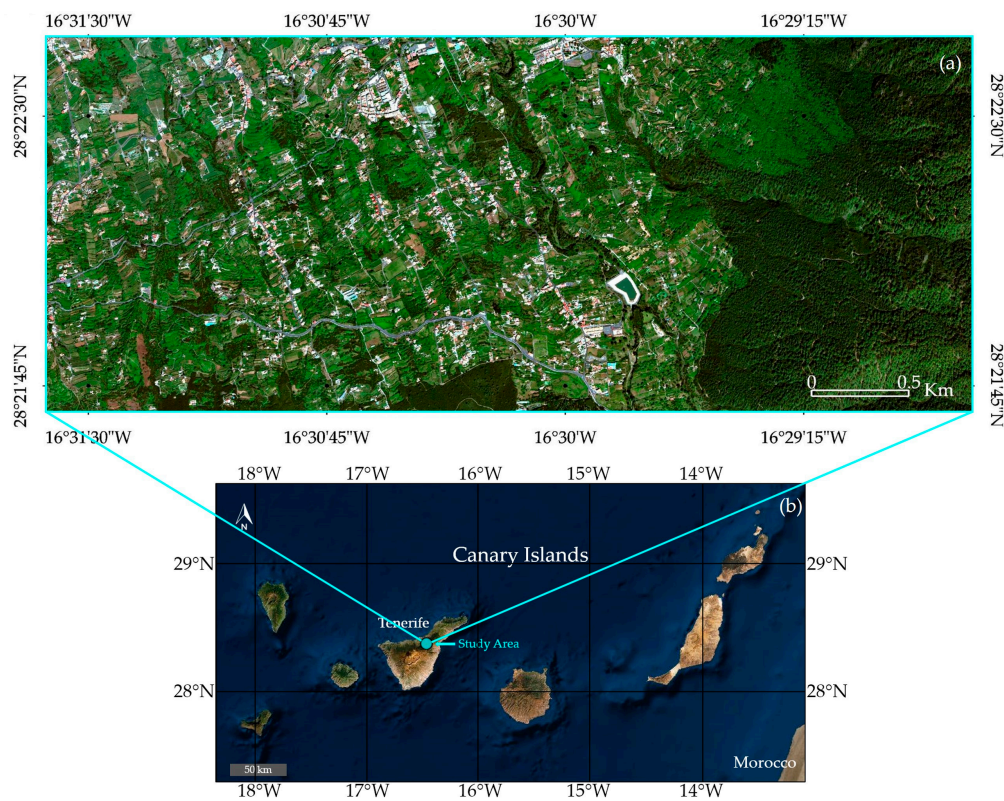 16°31'30"W 16°30'45"W 16°30"W 16°29'15"W
(a)
28°22'30"N 28°22'30"N
28°21'45"N 28°21'45"N
0 0.5 Km
16°31'30"W 16°30'45"W 16°30"W 16°29'15"W
18°W 17°W 16°W 15°W 14°W
(b)
N
Canary Islands
29°N 29°N
Tenerife
Study Area
28°N 28°N
Morocco
50 km
18°W 17°W 16°W 15°W 14°W